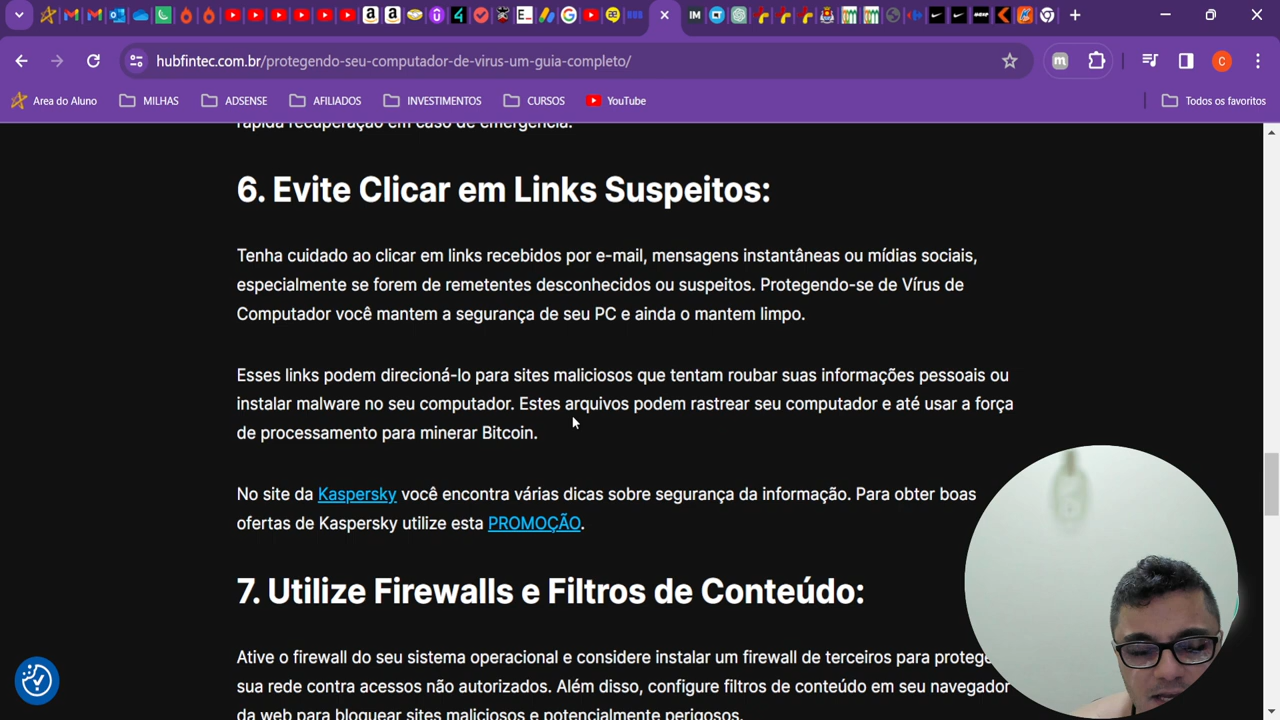 hubfintec.com.br/protegendo-seu-computador-de-virus-um-guia-completo/
Area do Aluno MILHAS ADSENSE AFILIADOS INVESTIMENTOS CURSOS YouTube Todos os favoritos
rápida recuperação em caso de emergência.
6. Evite Clicar em Links Suspeitos:
Tenha cuidado ao clicar em links recebidos por e-mail, mensagens instantâneas ou mídias sociais,
especialmente se forem de remetentes desconhecidos ou suspeitos. Protegendo-se de Vírus de
Computador você mantem a segurança de seu PC e ainda o mantem limpo.
Esses links podem direcioná-lo para sites maliciosos que tentam roubar suas informações pessoais ou
instalar malware no seu computador. Estes arquivos podem rastrear seu computador e até usar a força
de processamento para minerar Bitcoin.
No site da Kaspersky você encontra várias dicas sobre segurança da informação. Para obter boas
ofertas de Kaspersky utilize esta PROMOÇÃO.
7. Utilize Firewalls e Filtros de Conteúdo:
Ative o firewall do seu sistema operacional e considere instalar um firewall de terceiros para protege
sua rede contra acessos não autorizados. Além disso, configure filtros de conteúdo em seu navegador
da web para bloquear sites maliciosos e potencialmente perigosos.